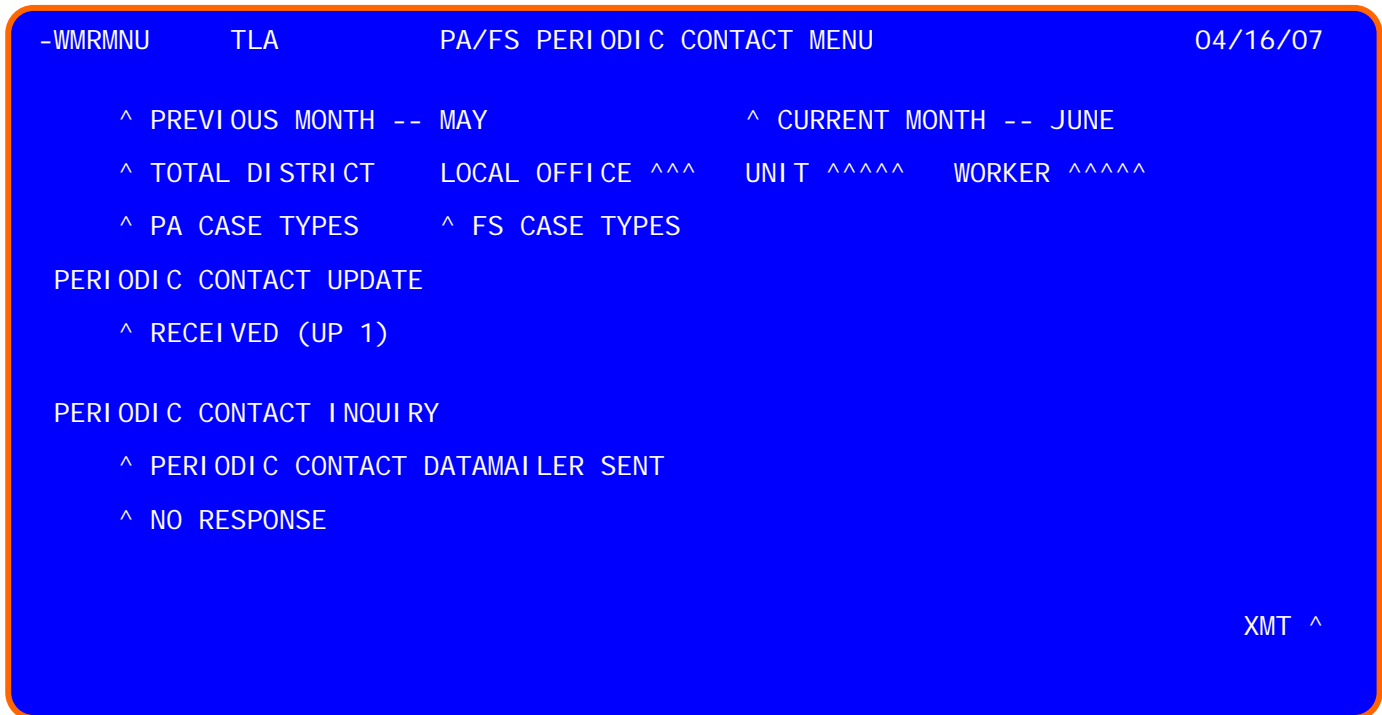 -WMRMNU TLA PA/FS PERIODIC CONTACT MENU 04/16/07
^ PREVIOUS MONTH -- MAY ^ CURRENT MONTH -- JUNE
^ TOTAL DISTRICT LOCAL OFFICE ^^^ UNIT ^^^^^ WORKER ^^^^^
^ PA CASE TYPES ^ FS CASE TYPES
PERIODIC CONTACT UPDATE
^ RECEIVED (UP 1)
PERIODIC CONTACT INQUIRY
^ PERIODIC CONTACT DATAMAILER SENT
^ NO RESPONSE
XMT ^